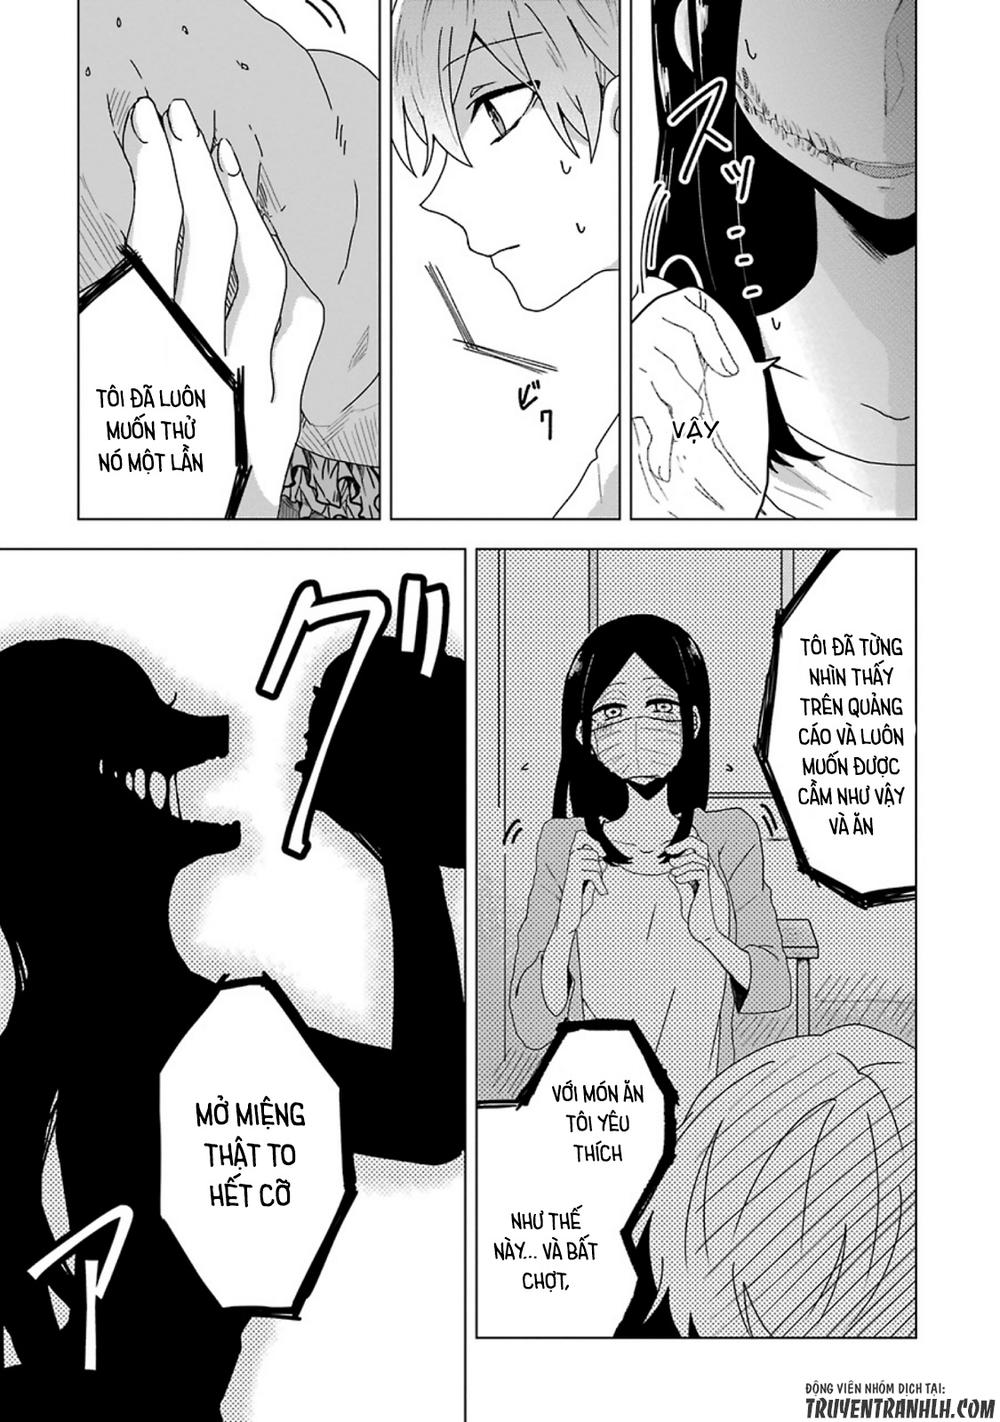 スッ…
VẬY
ビク
TÔI ĐÃ LUÔN
MUỐN THỬ
NÓ MỘT LẦN
TÔI ĐÃ TỪNG
NHÌN THẤY
TRÊN QUẢNG
CÁO VÀ LUÔN
MUỐN ĐƯỢC
CẦM NHƯ VẬY
VÀ ĂN
VỚI MÓN ĂN
TÔI YÊU
THÍCH
NHƯ THẾ
NÀY... VÀ BẤT
CHỢT,
グ
MỞ MIỆNG
THẬT TO
HẾT CỠ
ア
ĐỘNG VIÊN NHÓM DỊCH TẠI:
TRUYENTRANHLH.COM